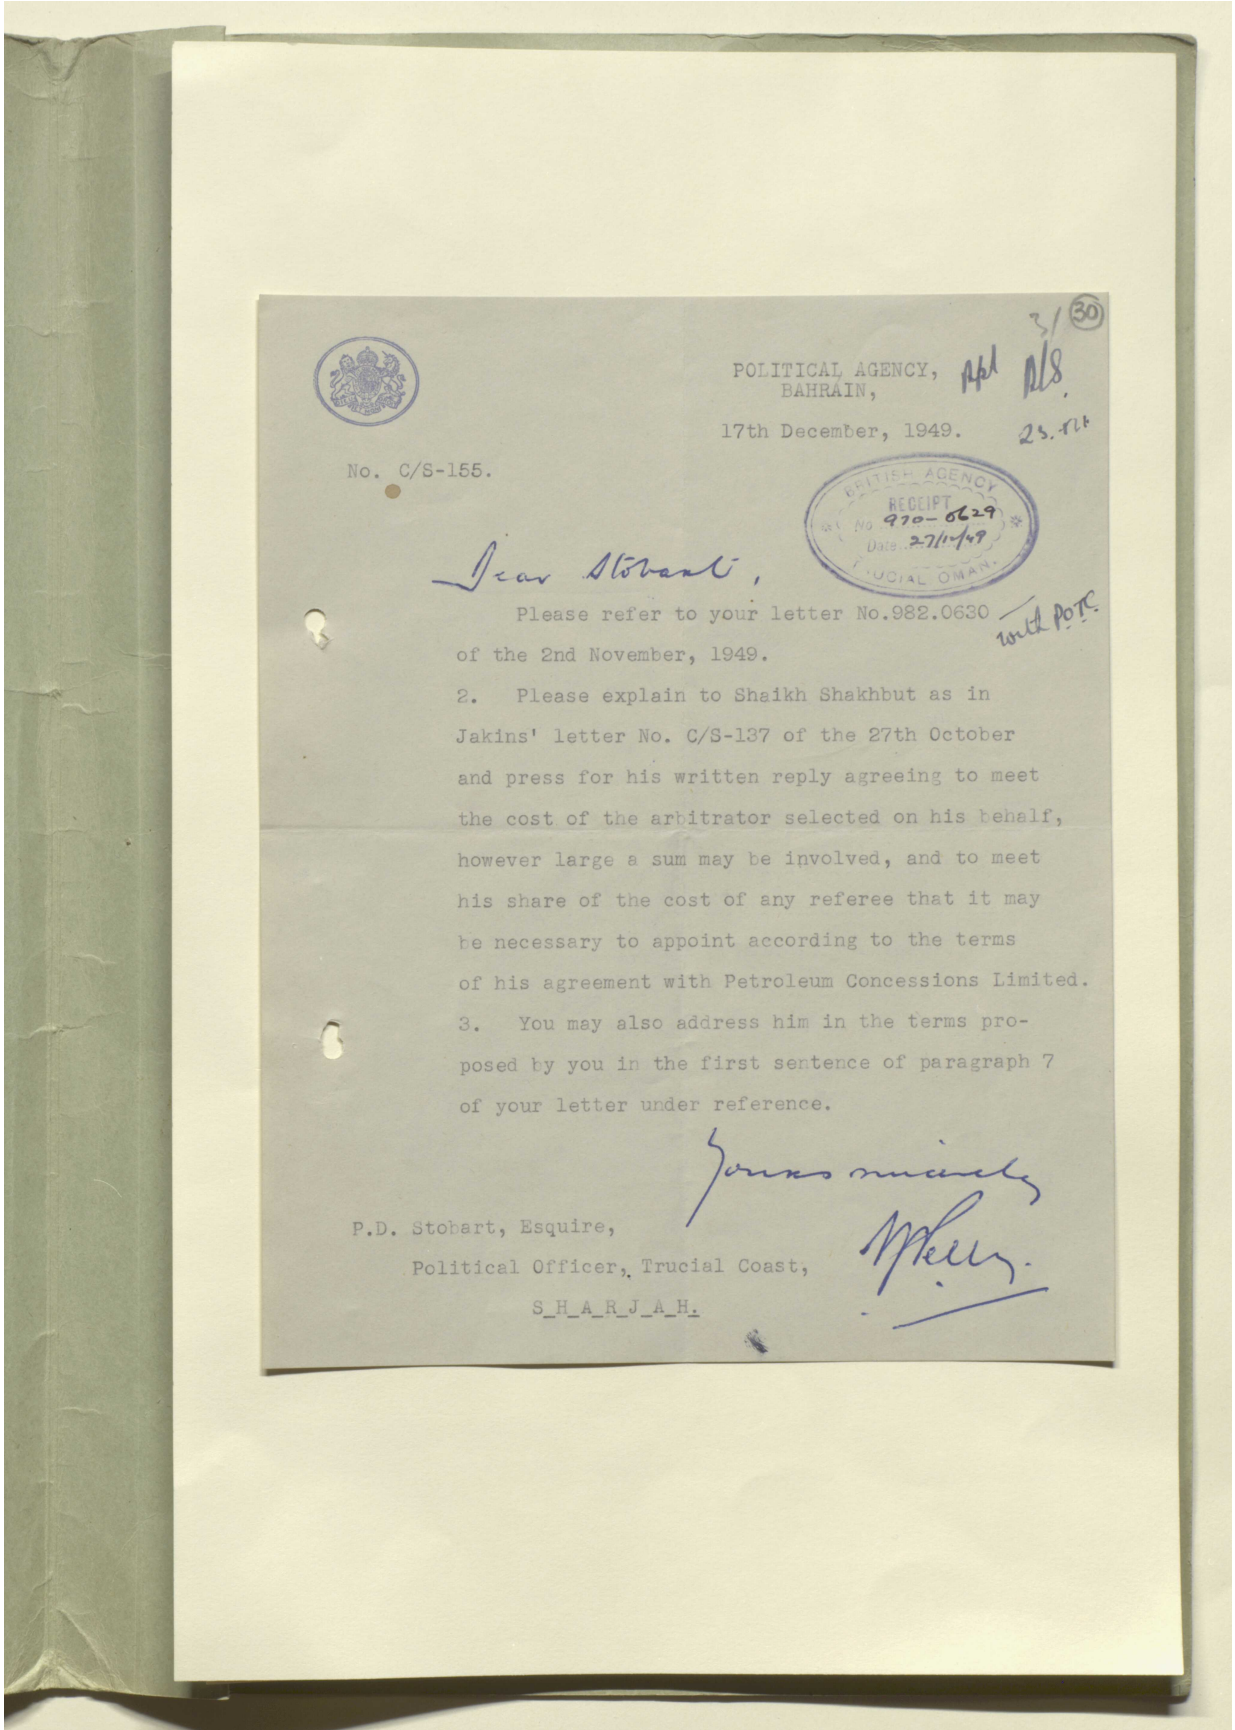 3/ 30
POLITICAL AGENCY,
BAHRAIN,
17th December, 1949.
No. C/S-155.
BRITISH AGENCY
RECEIPT
No 970-0629
Date 27/12/49
TRUCIAL OMAN.
Dear Stobart,
Please refer to your letter No.982.0630
with P.O.T.C.
of the 2nd November, 1949.
2. Please explain to Shaikh Shakhbut as in
Jakins' letter No. C/S-137 of the 27th October
and press for his written reply agreeing to meet
the cost of the arbitrator selected on his behalf,
however large a sum may be involved, and to meet
his share of the cost of any referee that it may
be necessary to appoint according to the terms
of his agreement with Petroleum Concessions Limited.
3. You may also address him in the terms pro-
posed by you in the first sentence of paragraph 7
of your letter under reference.
Yours sincerely
P.D. Stobart, Esquire,
Political Officer, Trucial Coast,
S_H_A_R_J_A_H.